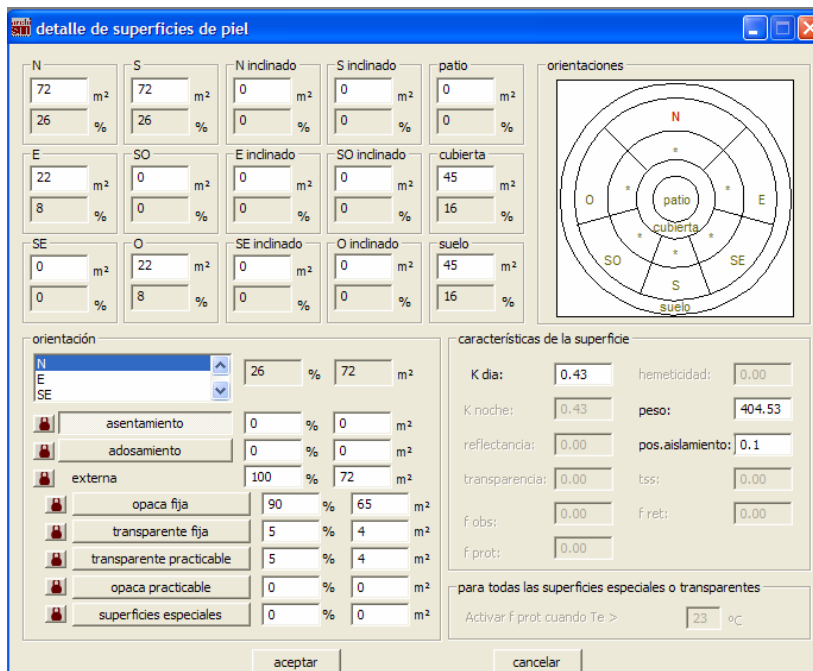 detalle de superficies de piel
N
72 m²
26 %
S
72 m²
26 %
N inclinado
0 m²
0 %
S inclinado
0 m²
0 %
patio
0 m²
0 %
E
22 m²
8 %
SO
0 m²
0 %
E inclinado
0 m²
0 %
SO inclinado
0 m²
0 %
cubierta
45 m²
16 %
SE
0 m²
0 %
O
22 m²
8 %
SE inclinado
0 m²
0 %
O inclinado
0 m²
0 %
suelo
45 m²
16 %
orientaciones
N
*
O * patio * E
cubierta
* *
SO * SE
S
suelo
orientación
N
E
SE
26 % 72 m²
asentamiento 0 % 0 m²
adosamiento 0 % 0 m²
externa 100 % 72 m²
opaca fija 90 % 65 m²
transparente fija 5 % 4 m²
transparente practicable 5 % 4 m²
opaca practicable 0 % 0 m²
superficies especiales 0 % 0 m²
características de la superficie
K dia: 0.43 hemeticidad: 0.00
K noche: 0.43 peso: 404.53
reflectancia: 0.00 pos.aislamiento: 0.1
transparencia: 0.00 tss: 0.00
f obs: 0.00 f ret: 0.00
f prot: 0.00
para todas las superficies especiales o transparentes
Activar f prot cuando Te > 23 ºC
aceptar cancelar